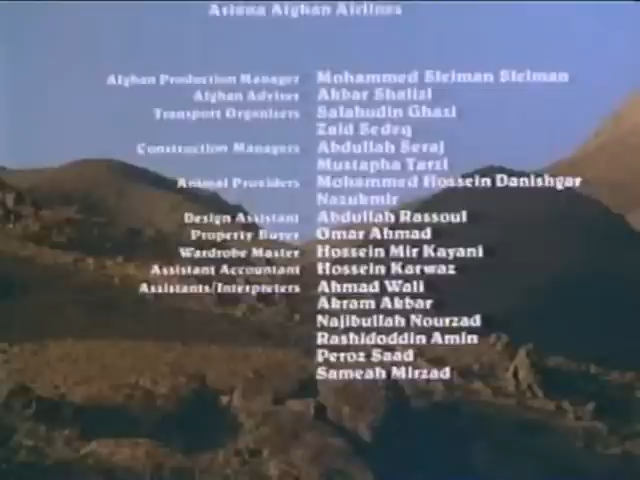 Ariana Afghan Airlines
Afghan Production Manager Mohammed Sleiman Sleiman
Afghan Adviser Akbar Shalizi
Transport Organisers Salahudin Ghazi
Zaid Sedeq
Construction Managers Abdullah Seraj
Mustapha Tarzi
Animal Providers Mohammed Hossein Danishgar
Nazukmir
Design Assistant Abdullah Rassoul
Property Buyer Omar Ahmad
Wardrobe Master Hossein Mir Kayani
Assistant Accountant Hossein Karwaz
Assistants/Interpreters Ahmad Wali
Akram Akbar
Najibullah Nourzad
Rashidoddin Amin
Peroz Saad
Sameah Mirzad